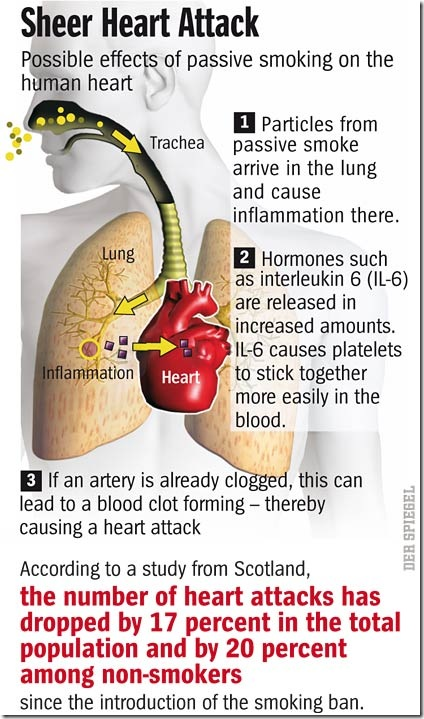 Sheer Heart Attack
Possible effects of passive smoking on the
human heart
Trachea
1 Particles from
passive smoke
arrive in the lung
and cause
inflammation there.
Lung
2 Hormones such
as interleukin 6 (IL-6)
are released in
increased amounts.
IL-6 causes platelets
to stick together
more easily in the
blood.
Inflammation
Heart
3 If an artery is already clogged, this can
lead to a blood clot forming – thereby
causing a heart attack
DER SPIEGEL
According to a study from Scotland,
the number of heart attacks has
dropped by 17 percent in the total
population and by 20 percent
among non-smokers
since the introduction of the smoking ban.